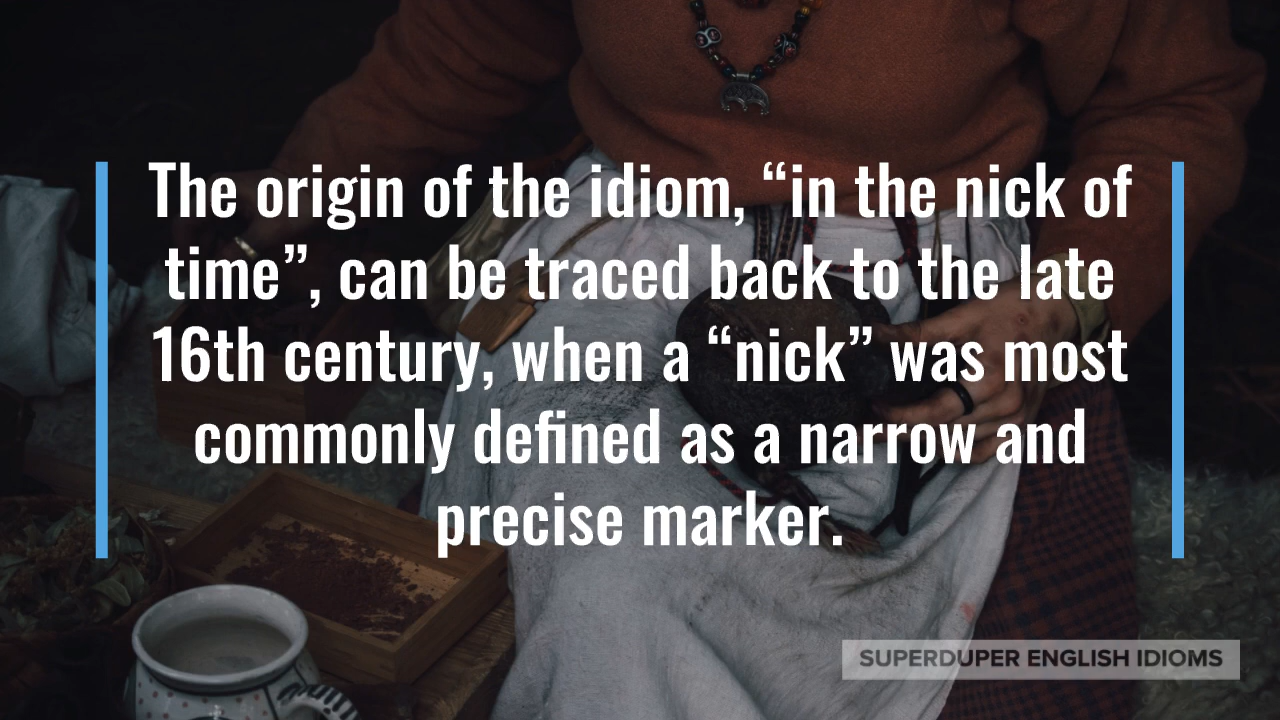 The origin of the idiom, “in the nick of
time”, can be traced back to the late
16th century, when a “nick” was most
commonly defined as a narrow and
precise marker.
SUPERDUPER ENGLISH IDIOMS